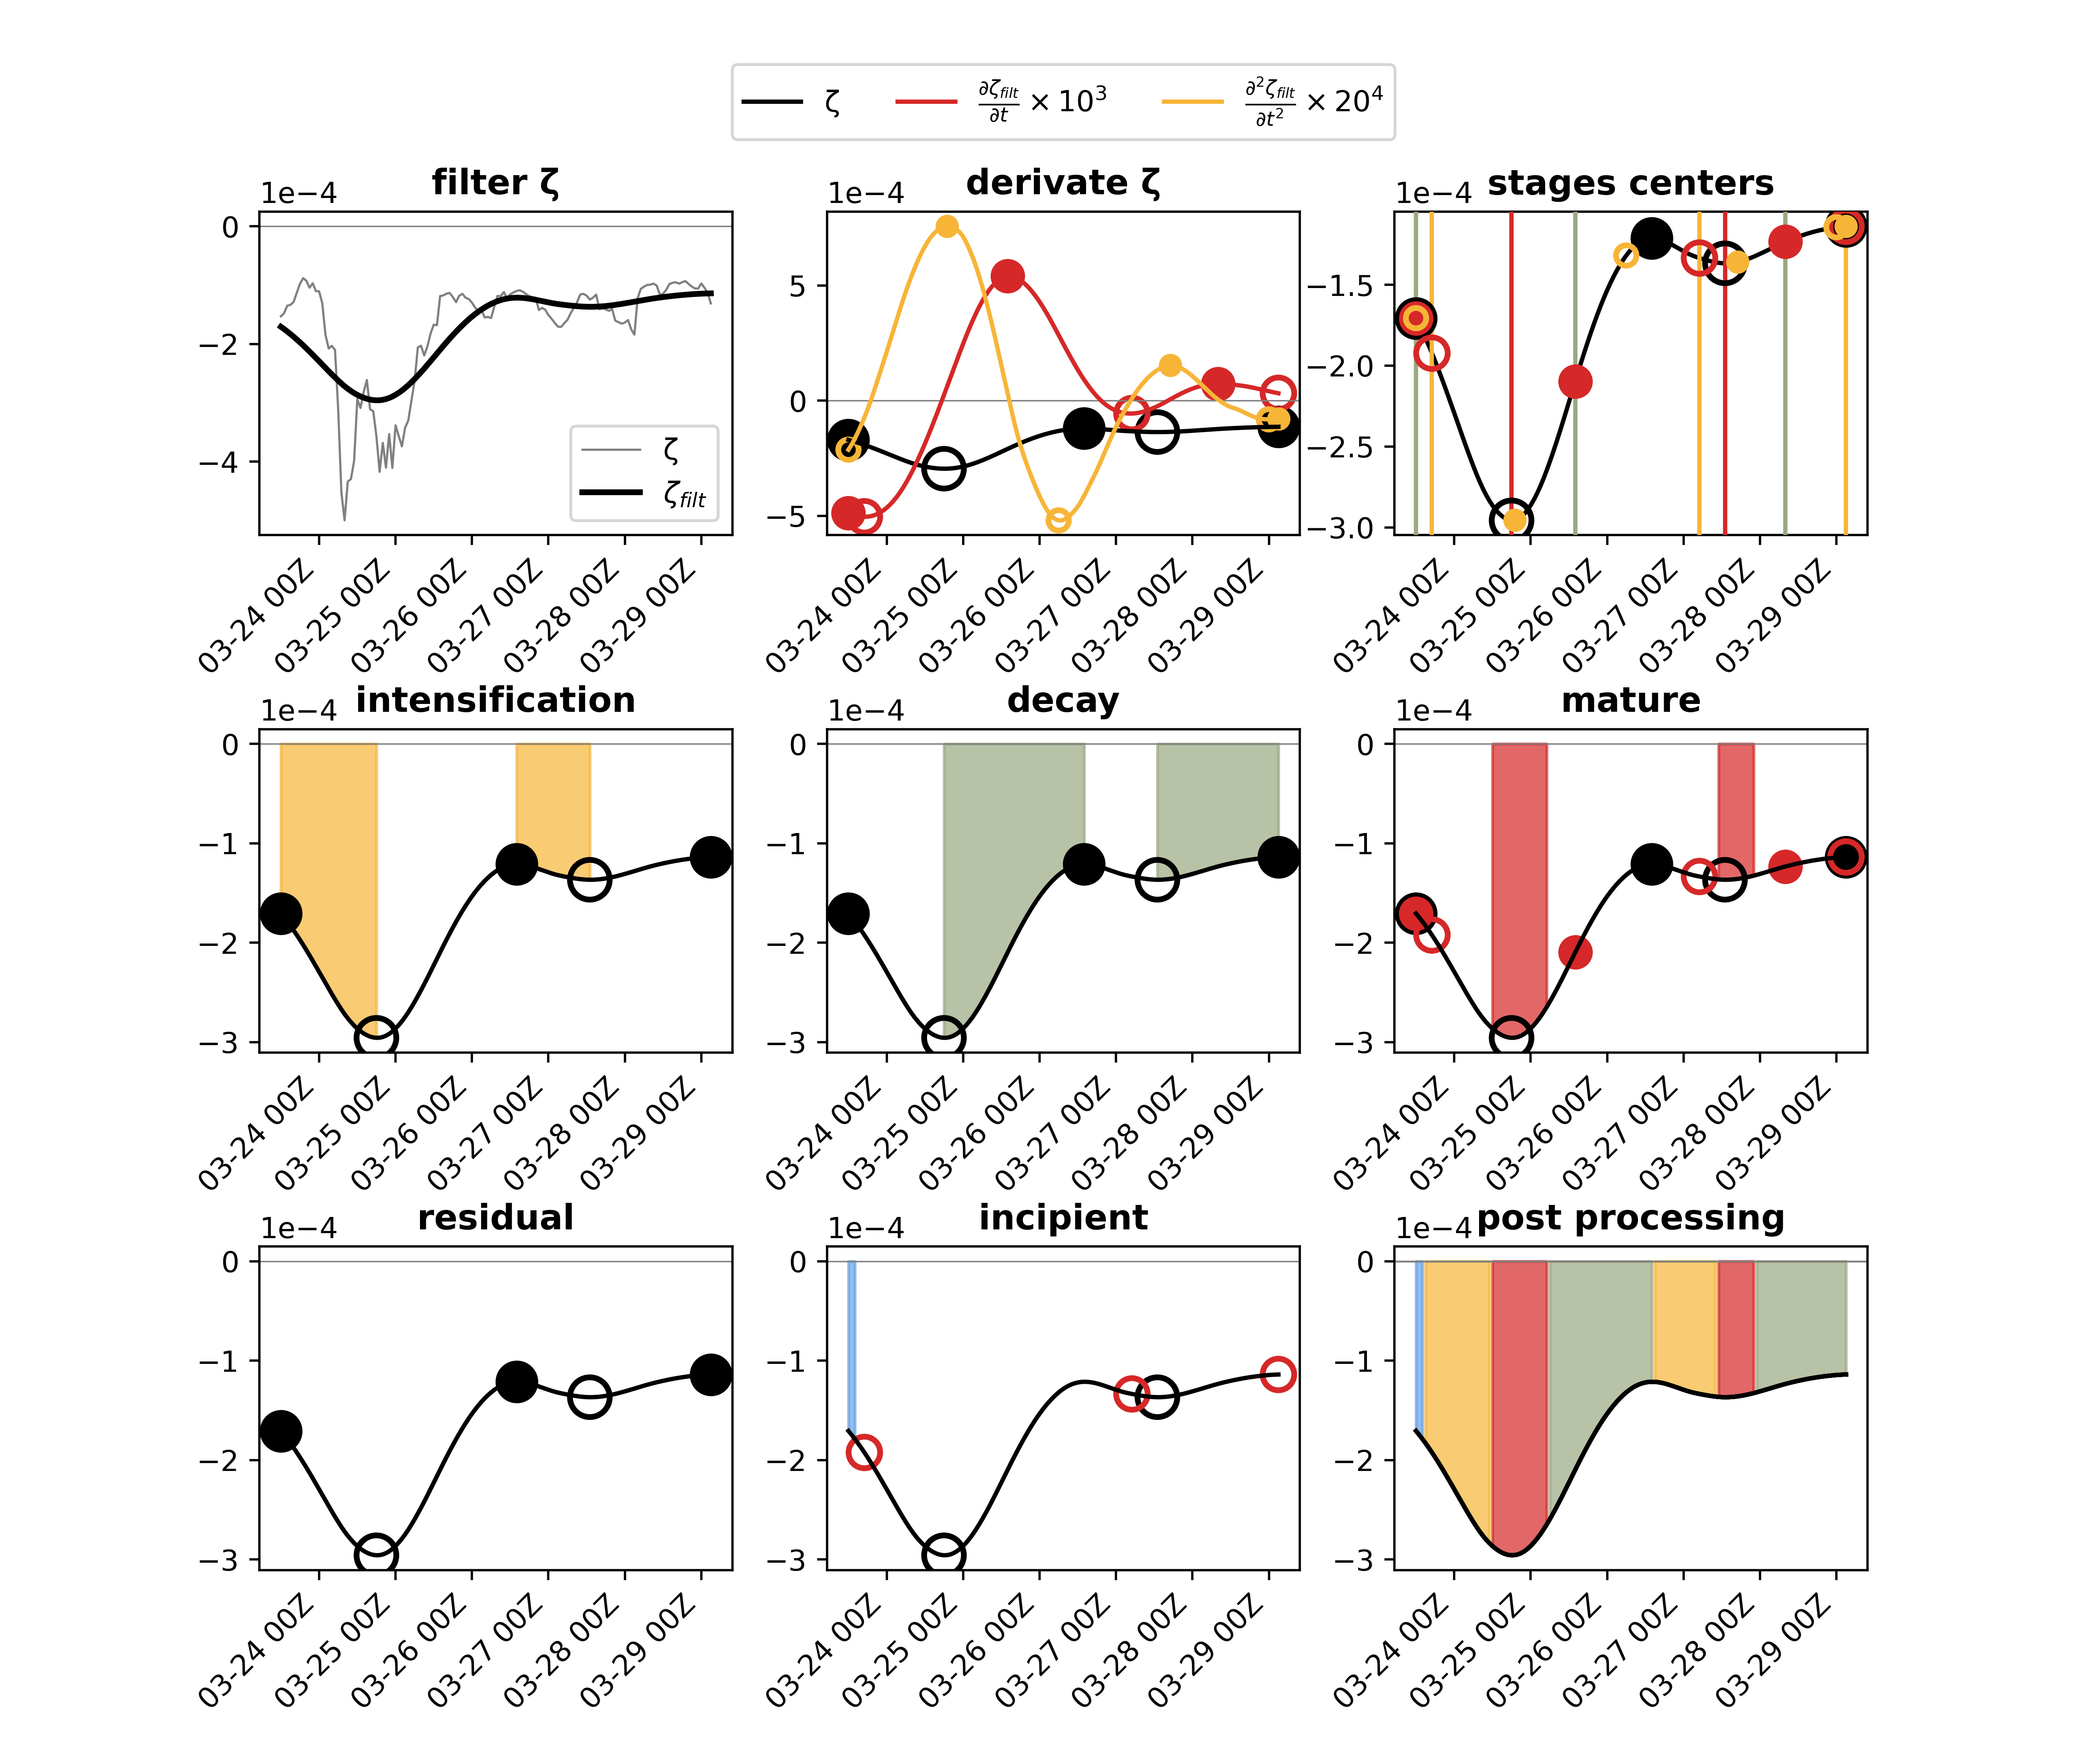 ζ ∂ζfilt/∂t × 10³ ∂²ζfilt/∂t² × 20⁴
filter ζ
1e−4
0
−2
−4
ζ
ζfilt
03-24 00Z
03-25 00Z
03-26 00Z
03-27 00Z
03-28 00Z
03-29 00Z
derivate ζ
1e−4
5
0
−5
03-24 00Z
03-25 00Z
03-26 00Z
03-27 00Z
03-28 00Z
03-29 00Z
stages centers
1e−4
−1.5
−2.0
−2.5
−3.0
03-24 00Z
03-25 00Z
03-26 00Z
03-27 00Z
03-28 00Z
03-29 00Z
intensification
1e−4
0
−1
−2
−3
03-24 00Z
03-25 00Z
03-26 00Z
03-27 00Z
03-28 00Z
03-29 00Z
decay
1e−4
0
−1
−2
−3
03-24 00Z
03-25 00Z
03-26 00Z
03-27 00Z
03-28 00Z
03-29 00Z
mature
1e−4
0
−1
−2
−3
03-24 00Z
03-25 00Z
03-26 00Z
03-27 00Z
03-28 00Z
03-29 00Z
residual
1e−4
0
−1
−2
−3
03-24 00Z
03-25 00Z
03-26 00Z
03-27 00Z
03-28 00Z
03-29 00Z
incipient
1e−4
0
−1
−2
−3
03-24 00Z
03-25 00Z
03-26 00Z
03-27 00Z
03-28 00Z
03-29 00Z
post processing
1e−4
0
−1
−2
−3
03-24 00Z
03-25 00Z
03-26 00Z
03-27 00Z
03-28 00Z
03-29 00Z